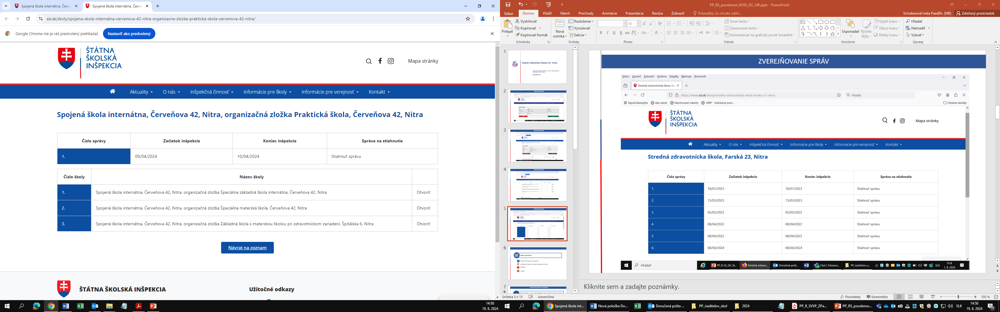 Spojená škola internátna, Červe
Spojená škola internátna, Červe
ssi.sk/skoly/spojena-skola-internatna-cervenova-42-nitra-organizacna-zlozka-prakticka-skola-cervenova-42-nitra/
Google Chrome nie je váš predvolený prehliadač
Nastaviť ako predvolený
ŠTÁTNA
ŠKOLSKÁ
INŠPEKCIA
Mapa stránky
Aktuality O nás Inšpekčná činnosť Informácie pre školy Informácie pre verejnosť Kontakt
Spojená škola internátna, Červeňova 42, Nitra, organizačná zložka Praktická škola, Červeňova 42, Nitra
Číslo správy Začiatok inšpekcie Koniec inšpekcie Správa na stiahnutie
1. 09/04/2024 10/04/2024 Stiahnuť správu
Číslo školy Názov školy
1. Spojená škola internátna, Červeňova 42, Nitra, organizačná zložka Špeciálna základná škola internátna, Červeňova 42, Nitra Otvoriť
2. Spojená škola internátna, Červeňova 42, Nitra, organizačná zložka Špeciálna materská škola, Červeňova 42, Nitra Otvoriť
3. Spojená škola internátna, Červeňova 42, Nitra, organizačná zložka Základná škola s materskou školou pri zdravotníckom zariadení, Špitálska 6, Nitra Otvoriť
Návrat na zoznam
ŠTÁTNA ŠKOLSKÁ INŠPEKCIA
Užitočné odkazy
14:50
19. 8. 2024
PP_RS_posobnost_RUSS_SIC_NR.pptx - PowerPoint
Súbor Domov Vložiť Návrh Prechody Animácie Prezentácia Revízia Zobraziť Prezraďte, čo chcete robiť...
Schoberová Iveta PaedDr. (NR) Zdieľaný prostriedok
Prilepiť
Vystrihnúť
Kopírovať
Kopírovať formát
Schránka
Nová
snímka
Rozloženie
Vynulovať
Sekcia
Snímky
18
Písmo
Smer textu
Zarovnanie textu
Konvertovať na grafický prvok SmartArt
Odsek
Usporiadať
Rýchle
štýly
Výplň tvaru
Obrys tvaru
Efekty tvaru
Kreslenie
Hľadať
Nahradiť
Vybrať
Úpravy
1
SPRÁVA O INŠPEKČNEJ ČINNOSTI ŠIC NITRA
2
3
4
5
6
7
ZVEREJŇOVANIE SPRÁV
Súbor Upraviť Zobraziť História Záložky Nástroje Pomocník
Stredná zdravotnícka škola, Far
https://www.ssi.sk/skoly/stredna-zdravotnicka-skola-farska-23-nitra/
Hľadať
Najobľúbenejšie Ako začať Navrhované lokality MRP - Vzdialená pom... Ostatné záložky
ŠTÁTNA
ŠKOLSKÁ
INŠPEKCIA
Mapa stránky
Aktuality O nás Inšpekčná činnosť Informácie pre školy Informácie pre verejnosť Kontakt
Stredná zdravotnícka škola, Farská 23, Nitra
Číslo správy Začiatok inšpekcie Koniec inšpekcie Správa na stiahnutie
1. 18/01/2023 18/01/2023 Stiahnuť správu
2. 15/03/2023 15/03/2023 Stiahnuť správu
3. 05/05/2022 05/05/2022 Stiahnuť správu
4. 08/04/2022 08/04/2022 Stiahnuť správu
5. 08/04/2022 08/04/2022 Stiahnuť správu
6. 08/04/2024 08/04/2024 Stiahnuť správu
Hľadať
PP_R-SS_SIC_N... Stredná zdravo... Doručená pošt... Chat | Trévaiov... PP_riaditelov_s... SLK
9:18
1. 8. 2024
Kliknite sem a zadajte poznámky.
Snímka 5 z 15 slovenčina Poznámky Komentáre 105 %
Spojená škola int... Nová položka Do... Doručená pošta ... PP_riaditelov_skol 2024 PP_R_SVVP_ZPa... PP_RS_posobnos... eID SLK
14:50
19. 8. 2024